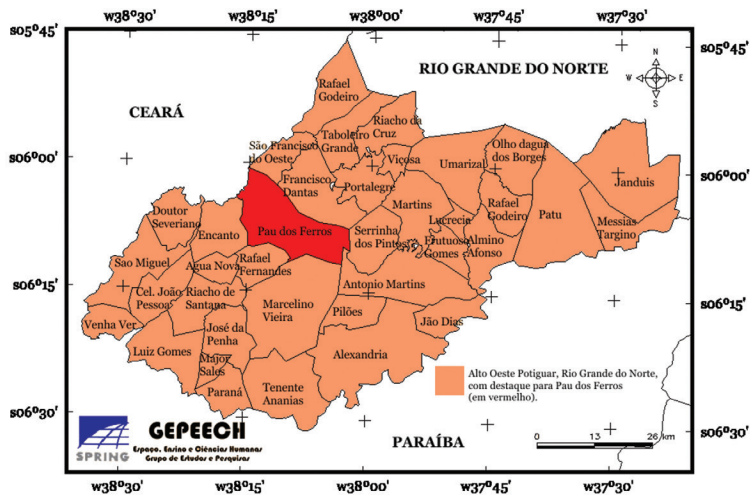 w38°30' w38°15' w38°00' w37°45' w37°30'
s05°45' s05°45'
RIO GRANDE DO NORTE
N
W E
S
CEARÁ
Rafael
Godeiro
Riacho da
Cruz
Taboleiro
Grande
São Francisco
do Oeste
Olho dagua
dos Borges
s06°00' s06°00'
Viçosa
Umarizal
Francisco
Dantas
Portalegre
Janduis
Martins
Rafael
Godeiro
Doutor
Severiano
Lucrecia
Patu
Messias
Targino
Encanto
Pau dos Ferros
Serrinha
dos Pintos
Frutuoso
Gomes
Almino
Afonso
Sao Miguel
Agua Nova
Rafael
Fernandes
s06°15' s06°15'
Antonio Martins
Cel. João
Pessoa
Riacho de
Santana
Marcelino
Vieira
Pilões
Jão Dias
Venha Ver
José da
Penha
Luiz Gomes
Major
Sales
Alexandria
Paraná
Tenente
Ananias
Alto Oeste Potiguar, Rio Grande do Norte,
com destaque para Pau dos Ferros
(em vermelho).
s06°30' s06°30'
SPRING
GEPEECH
Espaço, Ensino e Ciências Humanas
Grupo de Estudos e Pesquisas
PARAÍBA
0 13 26 km
w38°30' w38°15' w38°00' w37°45' w37°30'